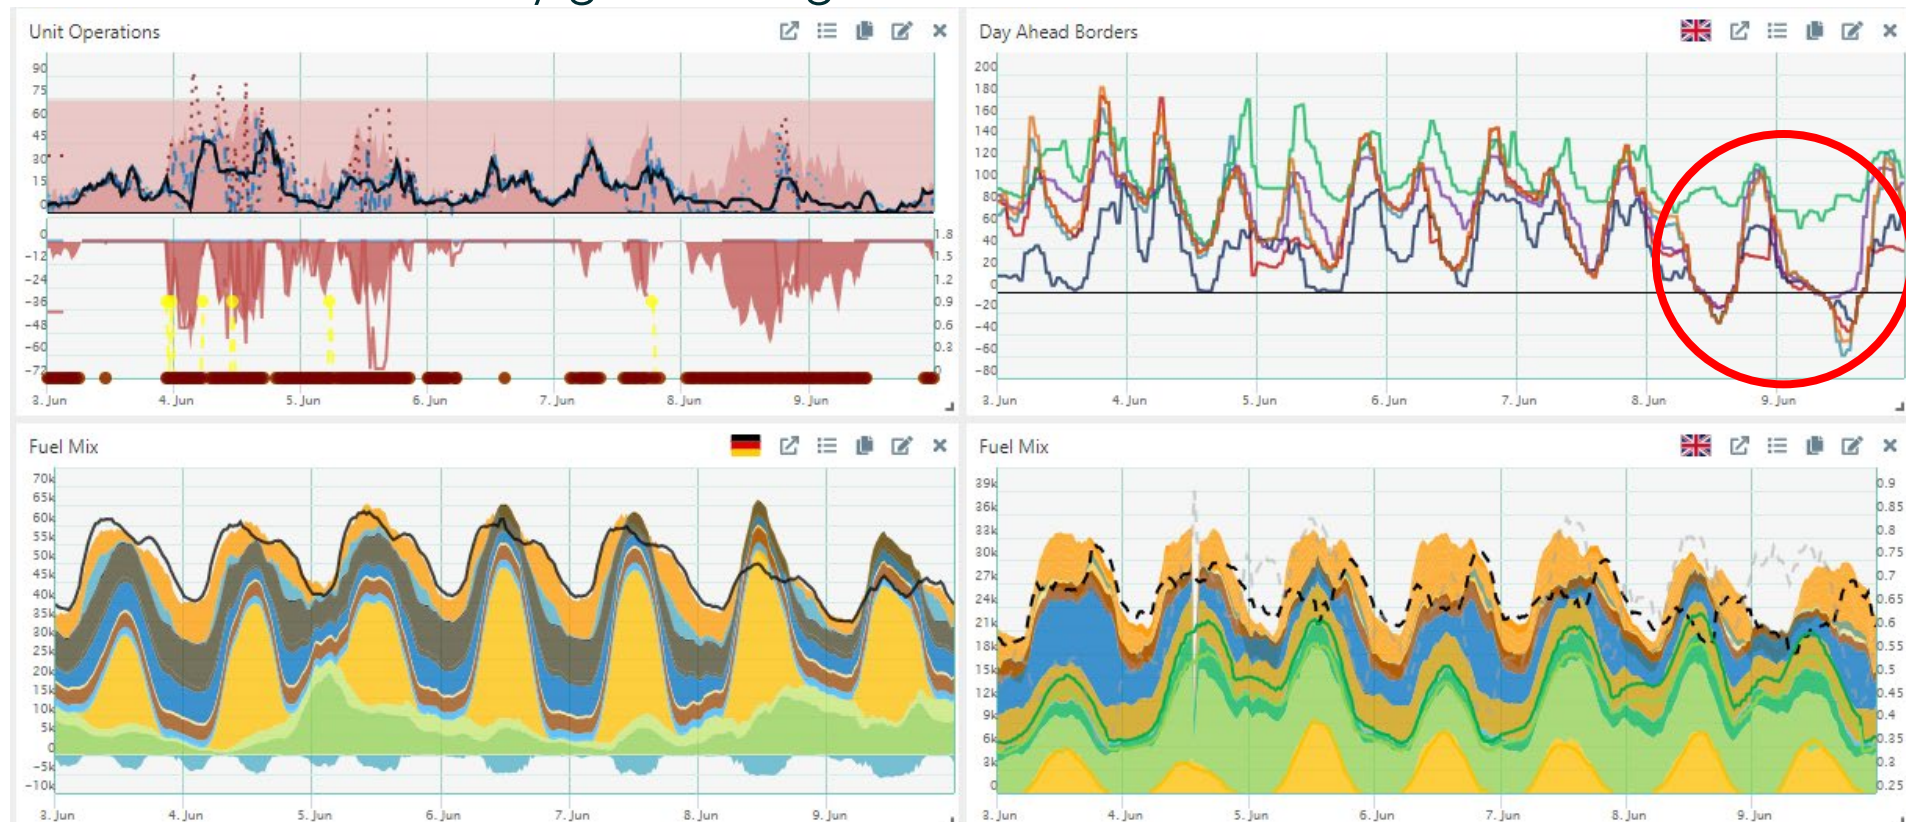 Unit Operations
90
75
60
45
30
15
0
0
-12
-24
-36
-48
-60
-72
1.8
1.5
1.2
0.9
0.6
0.3
0
3. Jun 4. Jun 5. Jun 6. Jun 7. Jun 8. Jun 9. Jun
Day Ahead Borders
200
180
160
140
120
100
80
60
40
20
0
-20
-40
-60
-80
3. Jun 4. Jun 5. Jun 6. Jun 7. Jun 8. Jun 9. Jun
Fuel Mix
70k
65k
60k
55k
50k
45k
40k
35k
30k
25k
20k
15k
10k
5k
0
-5k
-10k
3. Jun 4. Jun 5. Jun 6. Jun 7. Jun 8. Jun 9. Jun
Fuel Mix
39k
36k
33k
30k
27k
24k
21k
18k
15k
12k
9k
6k
3k
0
0.9
0.85
0.8
0.75
0.7
0.65
0.6
0.55
0.5
0.45
0.4
0.35
0.3
0.25
3. Jun 4. Jun 5. Jun 6. Jun 7. Jun 8. Jun 9. Jun